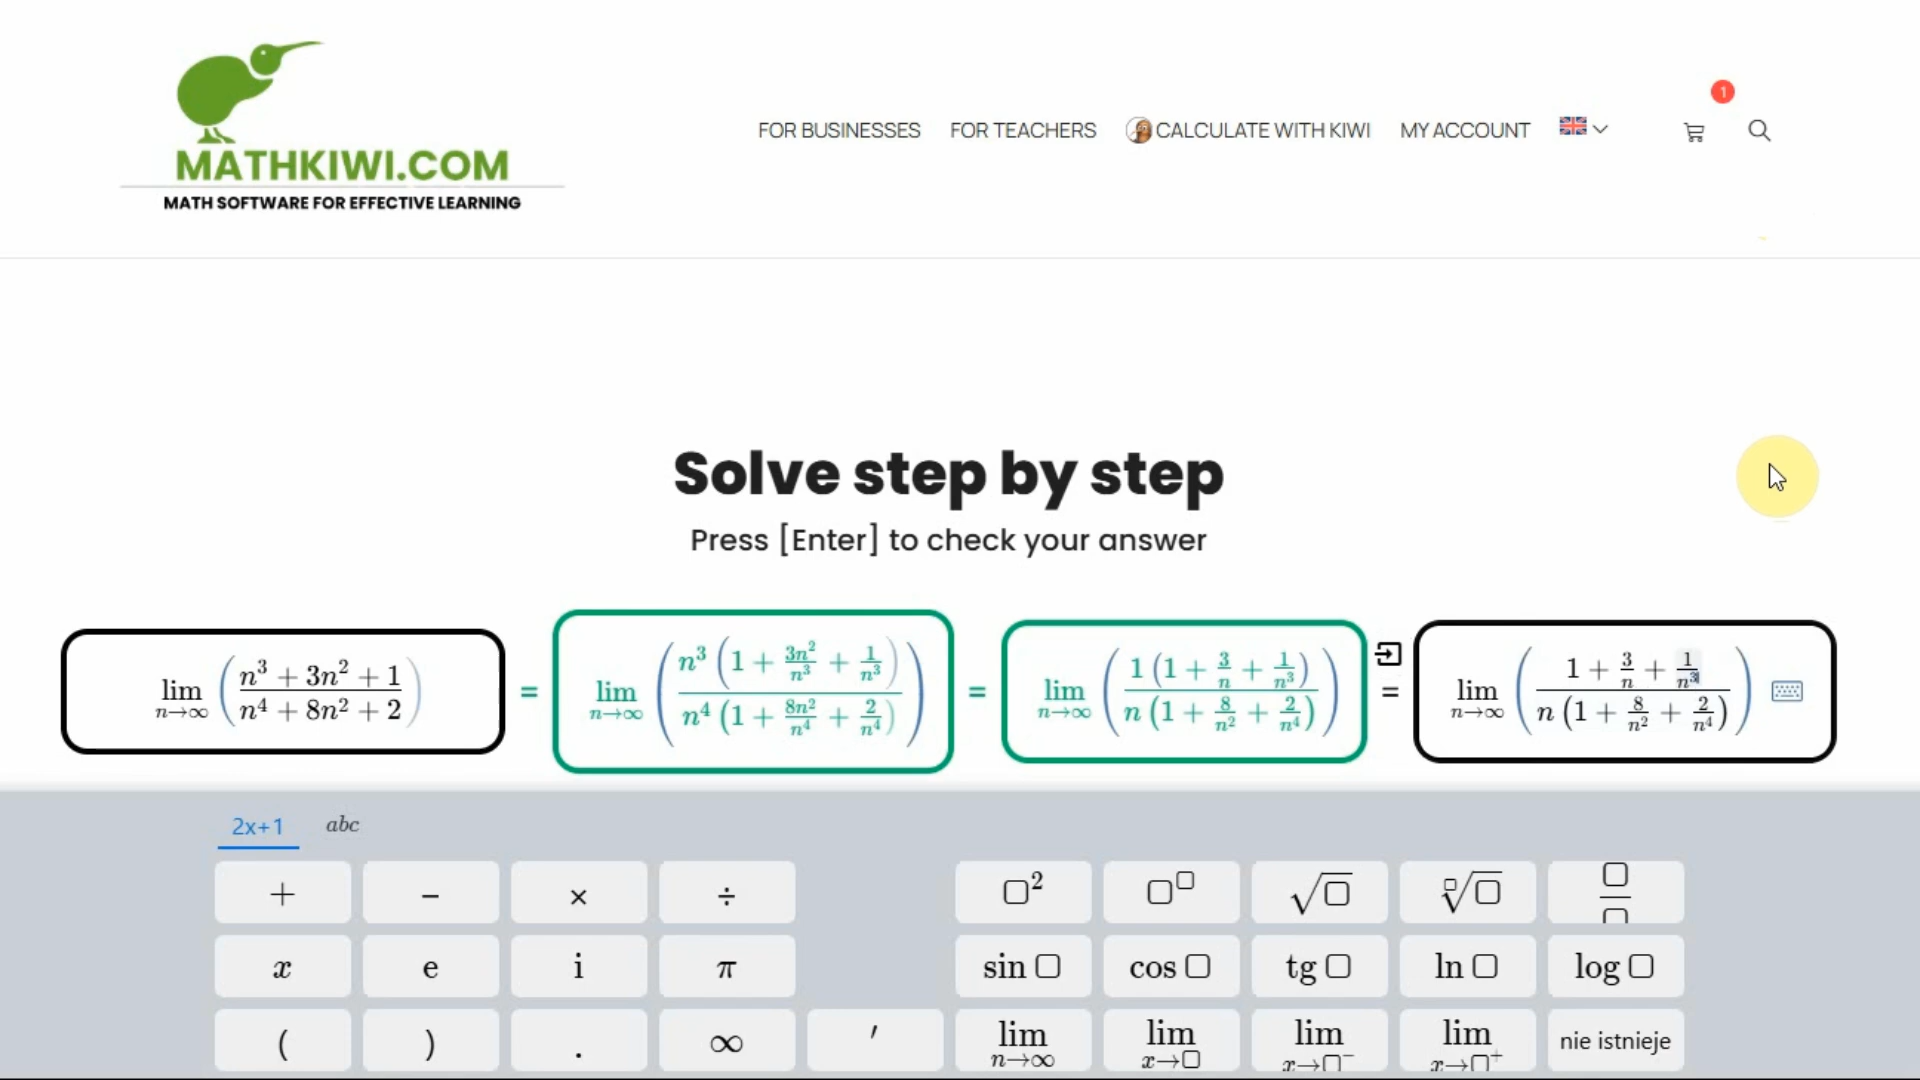 MATHKIWI.COM
MATH SOFTWARE FOR EFFECTIVE LEARNING
FOR BUSINESSES FOR TEACHERS CALCULATE WITH KIWI MY ACCOUNT 1
Solve step by step
Press [Enter] to check your answer
lim n→∞ ((n³ + 3n² + 1)/(n⁴ + 8n² + 2)) = lim n→∞ (n³(1 + 3n²/n³ + 1/n³)/n⁴(1 + 8n²/n⁴ + 2/n⁴)) = lim n→∞ (1(1 + 3/n + 1/n³)/n(1 + 8/n² + 2/n⁴)) = lim n→∞ ((1 + 3/n + 1/n³)/n(1 + 8/n² + 2/n⁴))
2x+1 abc
+ − × ÷ □² □^□ √□ □√□ □/□
x e i π sin □ cos □ tg □ ln □ log □
( ) . ∞ ′ lim n→∞ lim x→□ lim x→□⁻ lim x→□⁺ nie istnieje